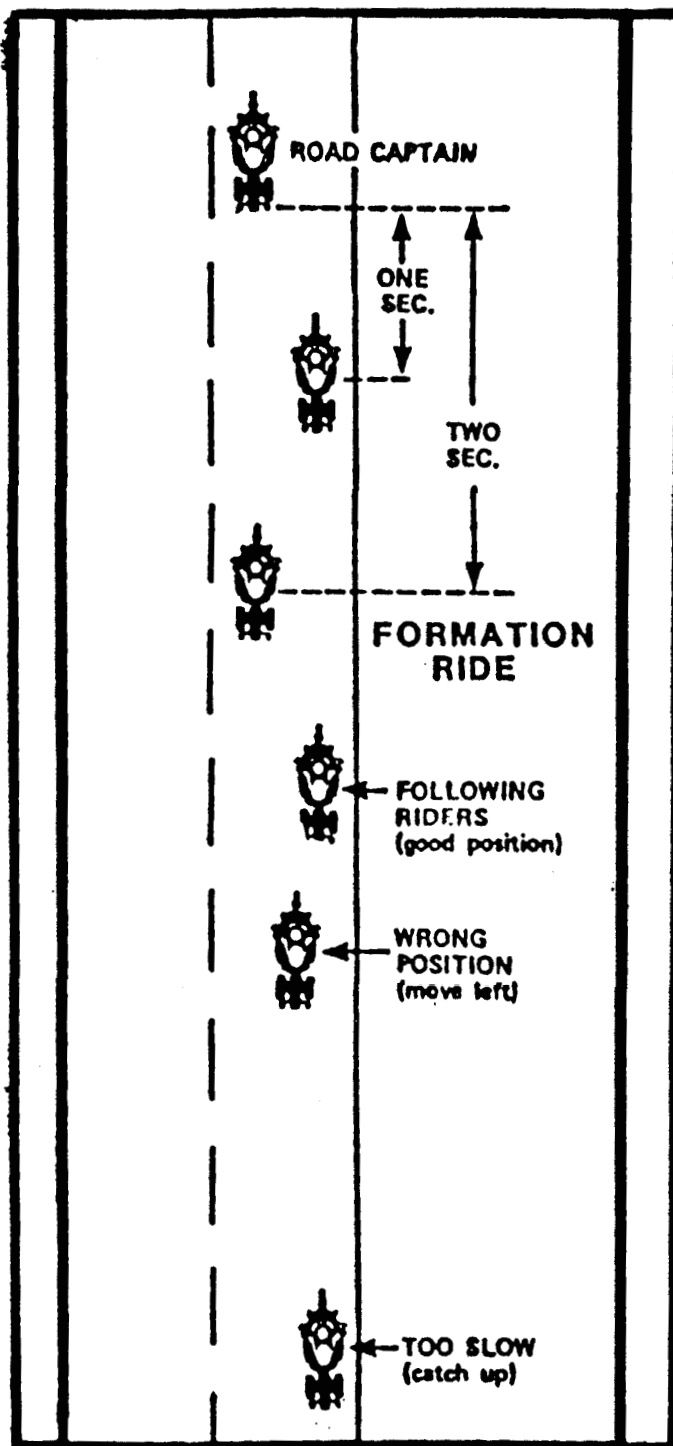 ROAD CAPTAIN
ONE
SEC.
TWO
SEC.
FORMATION
RIDE
FOLLOWING
RIDERS
(good position)
WRONG
POSITION
(move left)
TOO SLOW
(catch up)